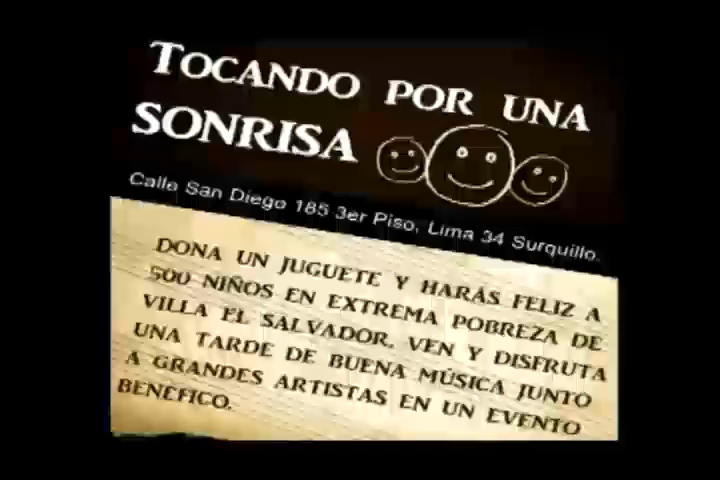 TOCANDO POR UNA
SONRISA
Calle San Diego 185 3er Piso, Lima 34 Surquillo.
DONA UN JUGUETE Y HARÁS FELIZ A
500 NIÑOS EN EXTREMA POBREZA DE
VILLA EL SALVADOR. VEN Y DISFRUTA
UNA TARDE DE BUENA MÚSICA JUNTO
A GRANDES ARTISTAS EN UN EVENTO
BENÉFICO.